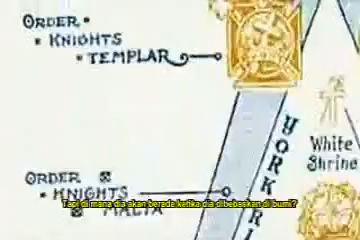 ORDER
KNIGHTS
TEMPLAR
YORK RI
White
Shrine
ORDER
KNIGHTS
MALTA
Tapi di mana dia akan berada ketika dia dibebaskan di bumi?